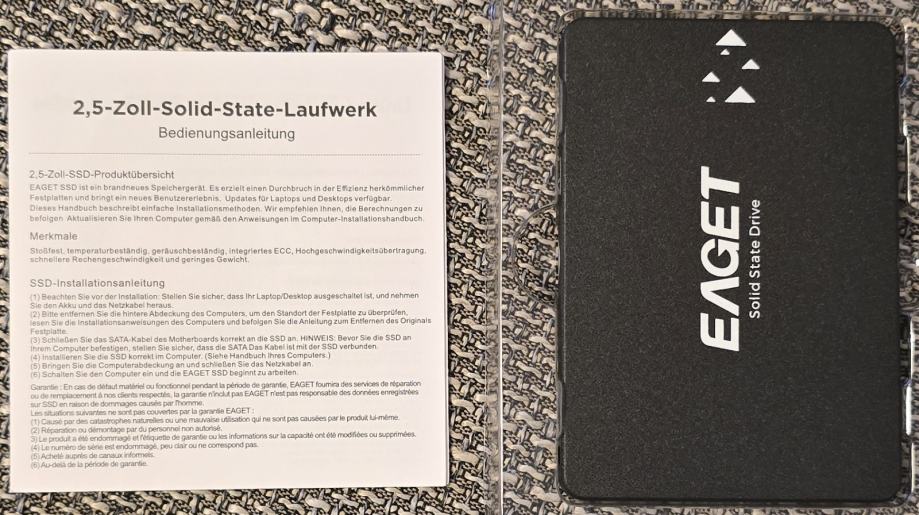 2,5-Zoll-Solid-State-Laufwerk
Bedienungsanleitung
2,5-Zoll-SSD-Produktübersicht
EAGET SSD ist ein brandneues Speichergerät. Es erzielt einen Durchbruch in der Effizienz herkömmlicher
Festplatten und bringt ein neues Benutzererlebnis. Updates für Laptops und Desktops verfügbar.
Dieses Handbuch beschreibt einfache Installationsmethoden. Wir empfehlen Ihnen, die Berechnungen zu
befolgen. Aktualisieren Sie Ihren Computer gemäß den Anweisungen im Computer-Installationshandbuch.
Merkmale
Stoßfest, temperaturbeständig, geräuschbeständig, integriertes ECC, Hochgeschwindigkeitsübertragung,
schnellere Rechengeschwindigkeit und geringes Gewicht.
SSD-Installationsanleitung
(1) Beachten Sie vor der Installation: Stellen Sie sicher, dass Ihr Laptop/Desktop ausgeschaltet ist, und nehmen
Sie den Akku und das Netzkabel heraus.
(2) Bitte entfernen Sie die hintere Abdeckung des Computers, um den Standort der Festplatte zu überprüfen,
lesen Sie die Installationsanweisungen des Computers und befolgen Sie die Anleitung zum Entfernen des Originals
Festplatte.
(3) Schließen Sie das SATA-Kabel des Motherboards korrekt an die SSD an. HINWEIS: Bevor Sie die SSD an
Ihrem Computer befestigen, stellen Sie sicher, dass die SATA Das Kabel ist mit der SSD verbunden.
(4) Installieren Sie die SSD korrekt im Computer. (Siehe Handbuch Ihres Computers.)
(5) Bringen Sie die Computerabdeckung an und schließen Sie das Netzkabel an.
(6) Schalten Sie den Computer ein und die EAGET SSD beginnt zu arbeiten.
Garantie : En cas de défaut matériel ou fonctionnel pendant la période de garantie, EAGET fournira des services de réparation
ou de remplacement à nos clients respectés, la garantie n'inclut pas EAGET n'est pas responsable des données enregistrées
sur SSD en raison de dommages causés par l'homme.
Les situations suivantes ne sont pas couvertes par la garantie EAGET :
(1) Causé par des catastrophes naturelles ou une mauvaise utilisation qui ne sont pas causées par le produit lui-même.
(2) Réparation ou démontage par du personnel non autorisé.
3) Le produit a été endommagé et l'étiquette de garantie ou les informations sur la capacité ont été modifiées ou supprimées.
(4) Le numéro de série est endommagé, peu clair ou ne correspond pas.
(5) Acheté auprès de canaux informels.
(6) Au-delà de la période de garantie.
EAGET
Solid State Drive